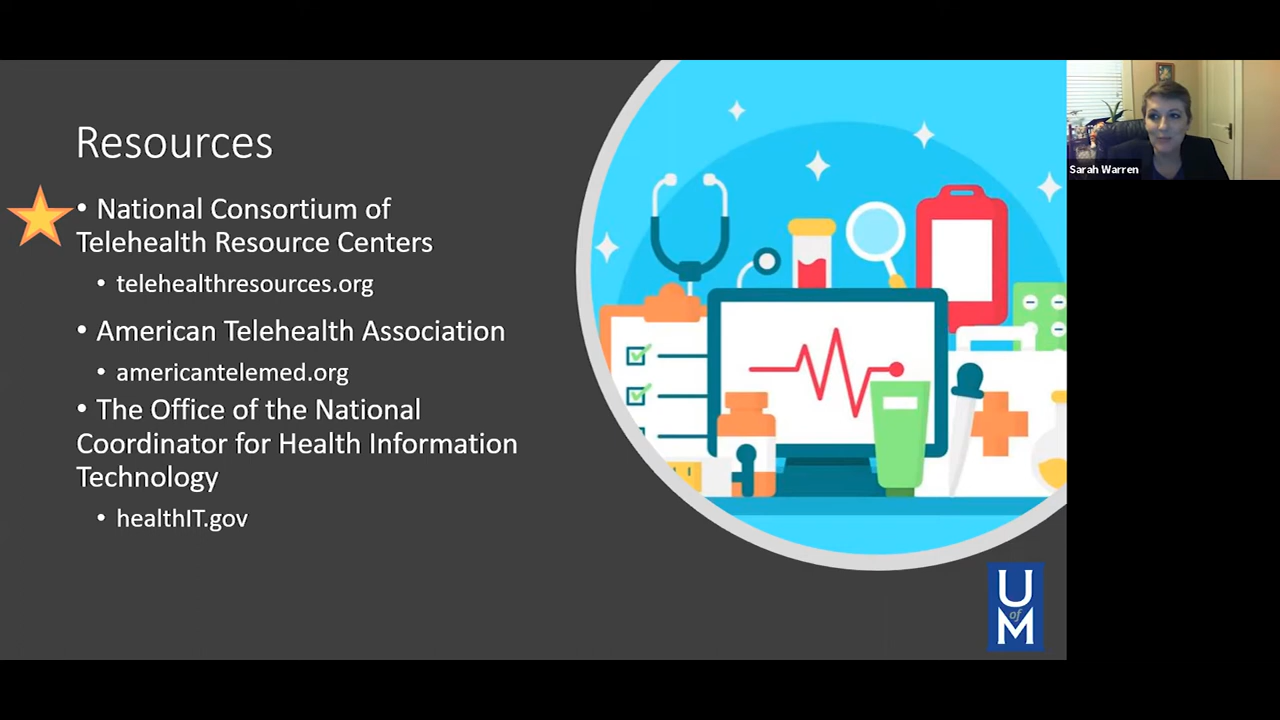 Resources
• National Consortium of
Telehealth Resource Centers
• telehealthresources.org
• American Telehealth Association
• americantelemed.org
• The Office of the National
Coordinator for Health Information
Technology
• healthIT.gov
Sarah Warren
U
of
M